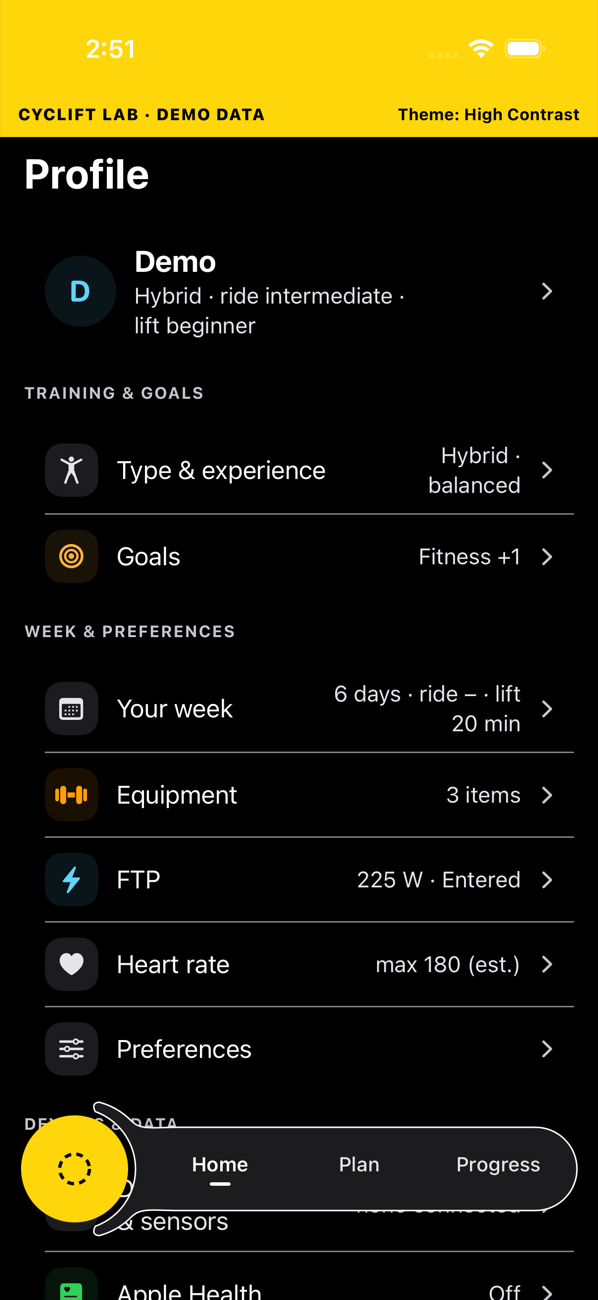 2:51
CYCLIFT LAB · DEMO DATA
Theme: High Contrast
Profile
D
Demo
Hybrid · ride intermediate ·
lift beginner
TRAINING & GOALS
Type & experience
Hybrid ·
balanced
Goals
Fitness +1
WEEK & PREFERENCES
Your week
6 days · ride – · lift
20 min
Equipment
3 items
FTP
225 W · Entered
Heart rate
max 180 (est.)
Preferences
& DATA
Home
Plan
Progress
& sensors
Apple Health
Off